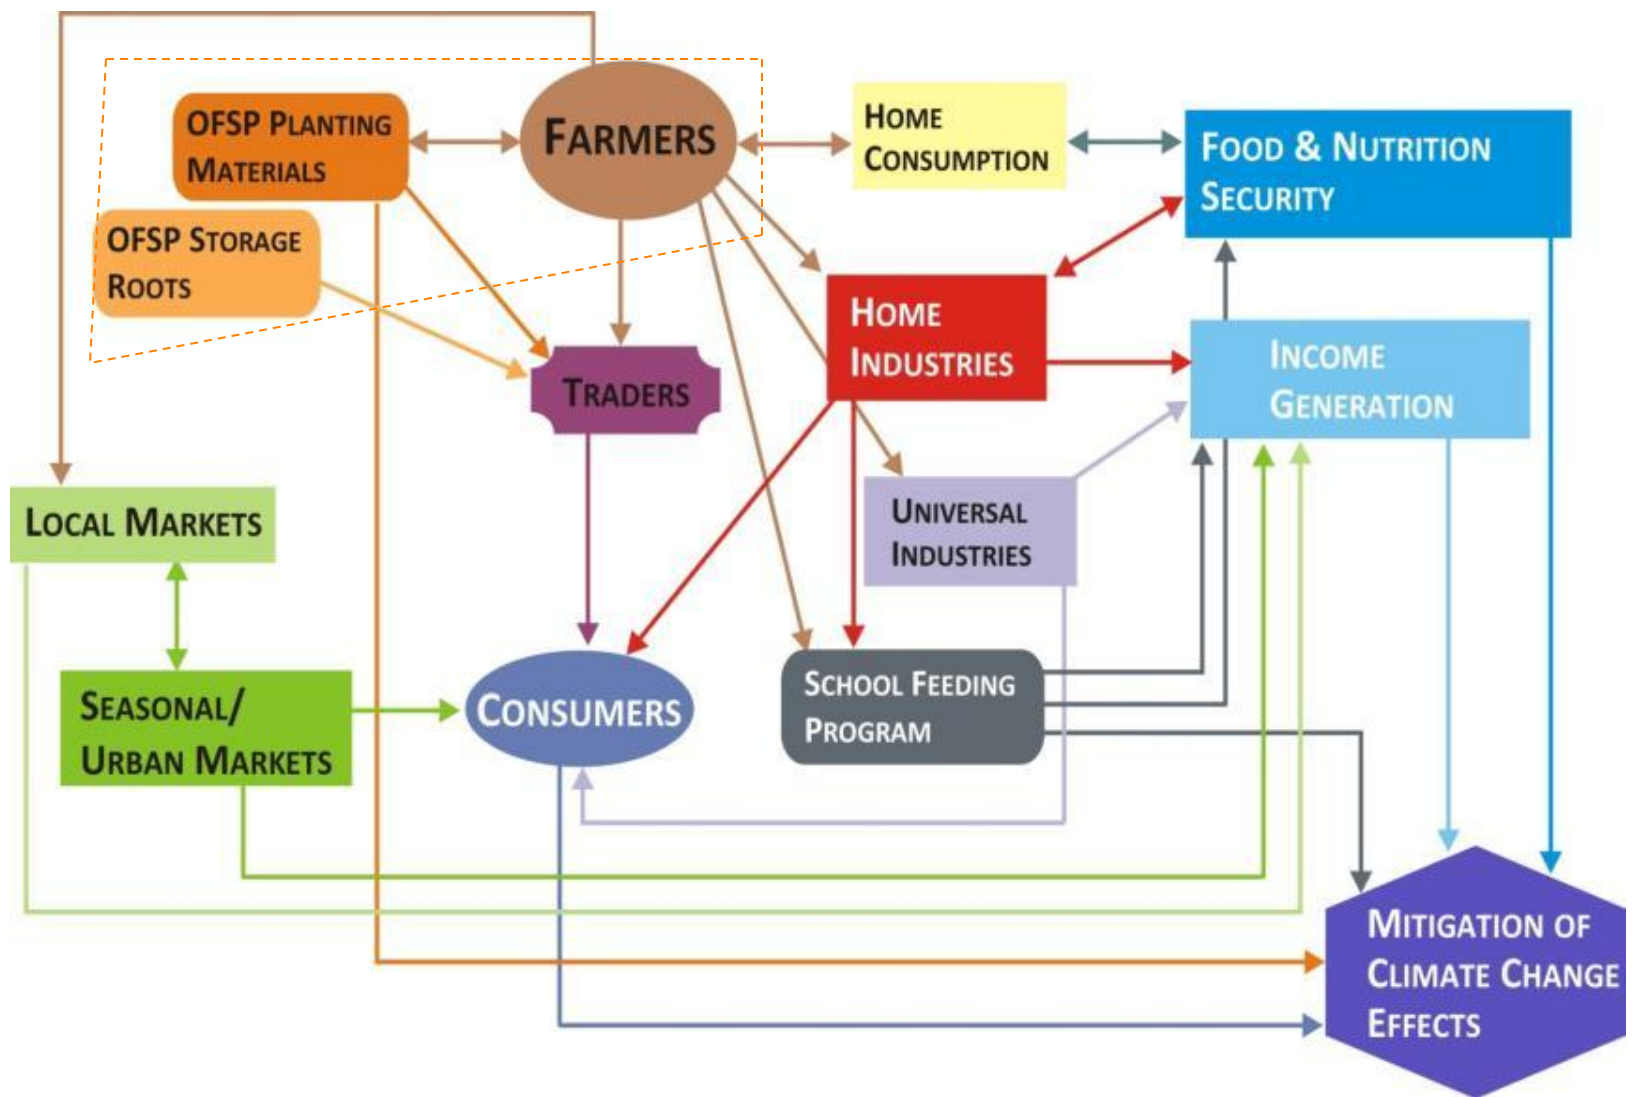 OFSP PLANTING
MATERIALS
FARMERS
HOME
CONSUMPTION
FOOD & NUTRITION
SECURITY
OFSP STORAGE
ROOTS
HOME
INDUSTRIES
INCOME
GENERATION
TRADERS
LOCAL MARKETS
UNIVERSAL
INDUSTRIES
SEASONAL/
URBAN MARKETS
CONSUMERS
SCHOOL FEEDING
PROGRAM
MITIGATION OF
CLIMATE CHANGE
EFFECTS